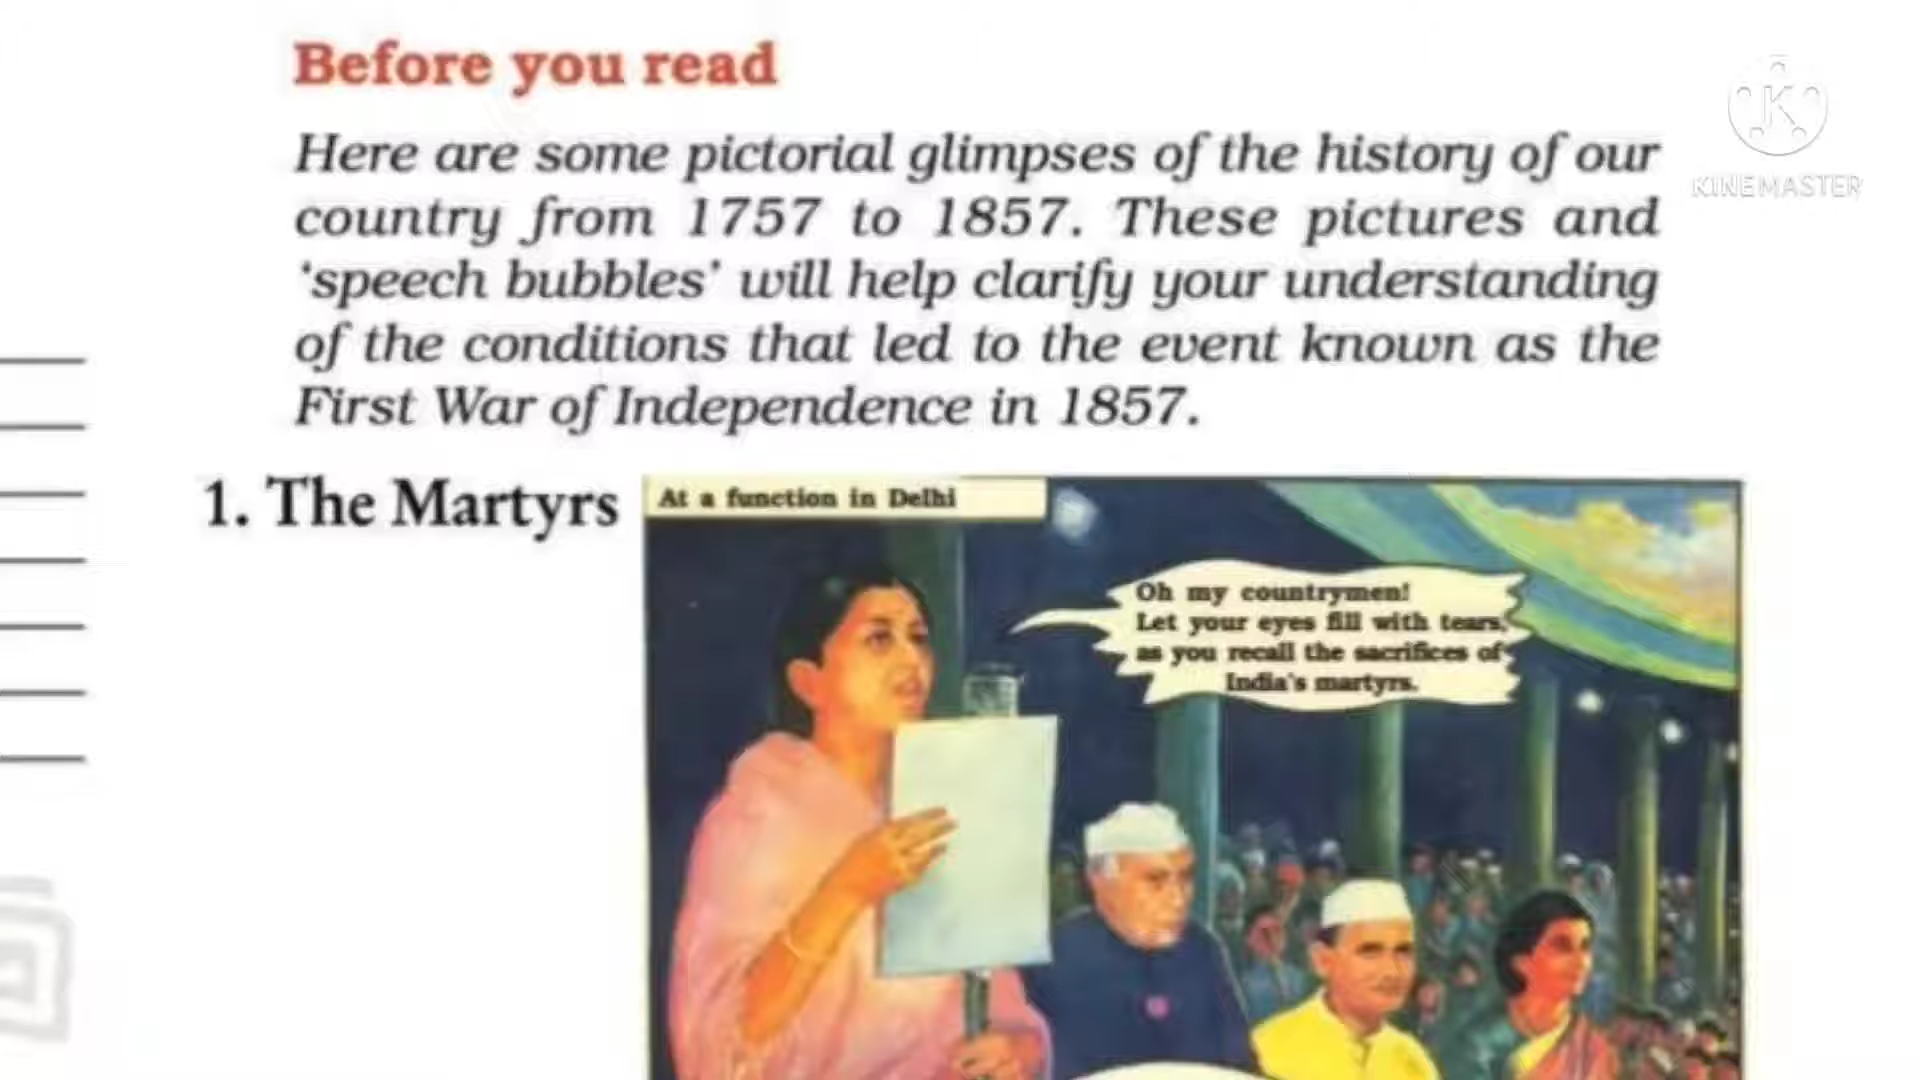 Before you read
Here are some pictorial glimpses of the history of our
country from 1757 to 1857. These pictures and
‘speech bubbles’ will help clarify your understanding
of the conditions that led to the event known as the
First War of Independence in 1857.
1. The Martyrs
At a function in Delhi
Oh my countrymen!
Let your eyes fill with tears,
as you recall the sacrifices of
India's martyrs.
K
KINEMASTER